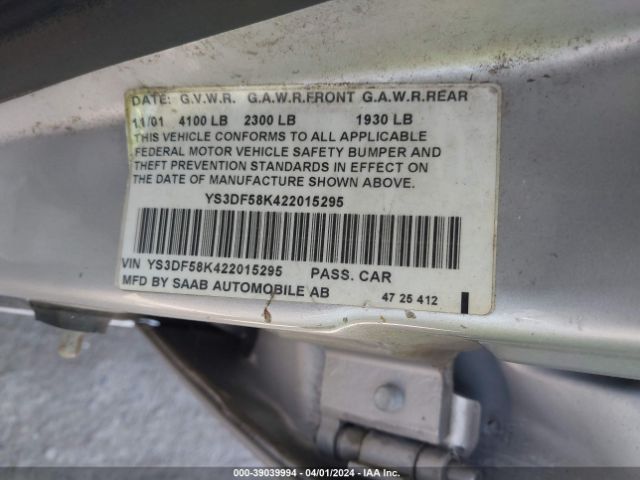 DATE: G.V.W.R. G.A.W.R.FRONT G.A.W.R.REAR
11/01 4100 LB 2300 LB 1930 LB
THIS VEHICLE CONFORMS TO ALL APPLICABLE
FEDERAL MOTOR VEHICLE SAFETY BUMPER AND
THEFT PREVENTION STANDARDS IN EFFECT ON
THE DATE OF MANUFACTURE SHOWN ABOVE.
YS3DF58K422015295
VIN YS3DF58K422015295 PASS. CAR
MFD BY SAAB AUTOMOBILE AB 47 25 412
000-39039994 - 04/01/2024 - IAA Inc.